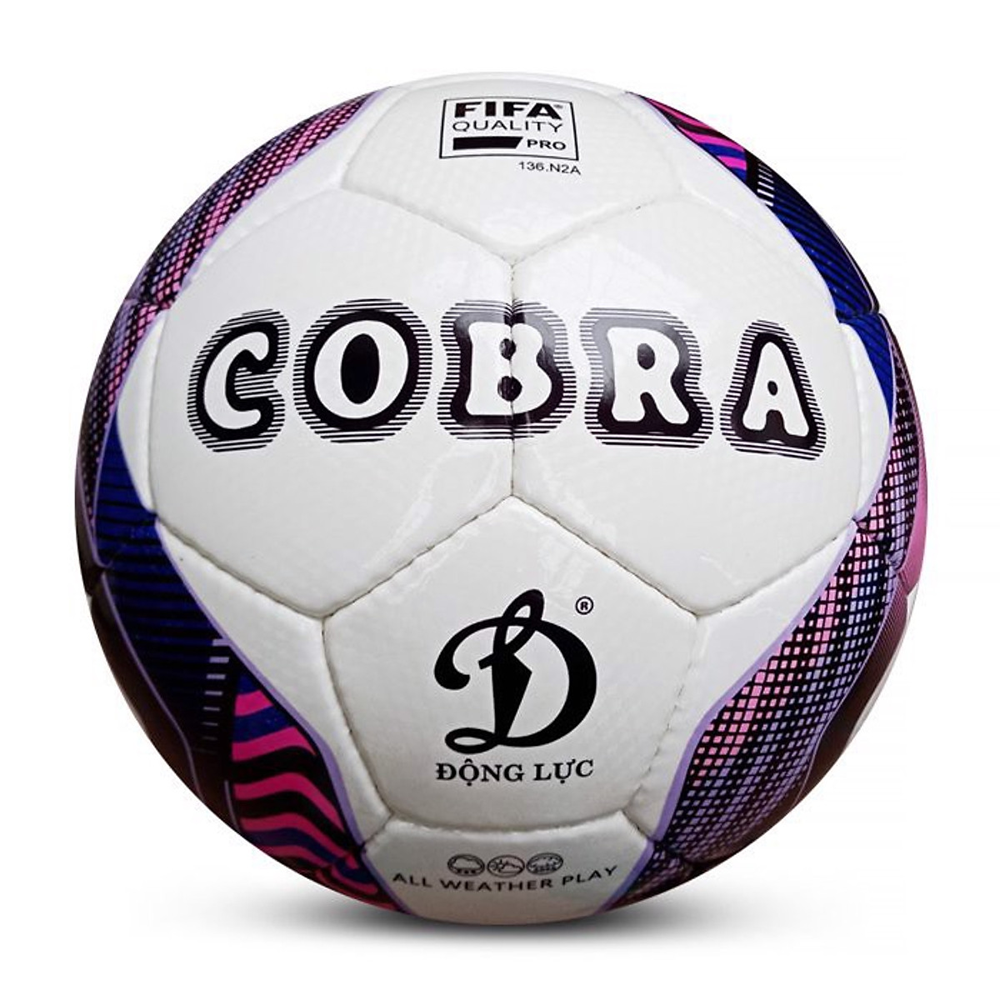 FIFA®
QUALITY
PRO
136.N2A
COBRA
®
ĐỘNG LỰC
ALL WEATHER PLAY